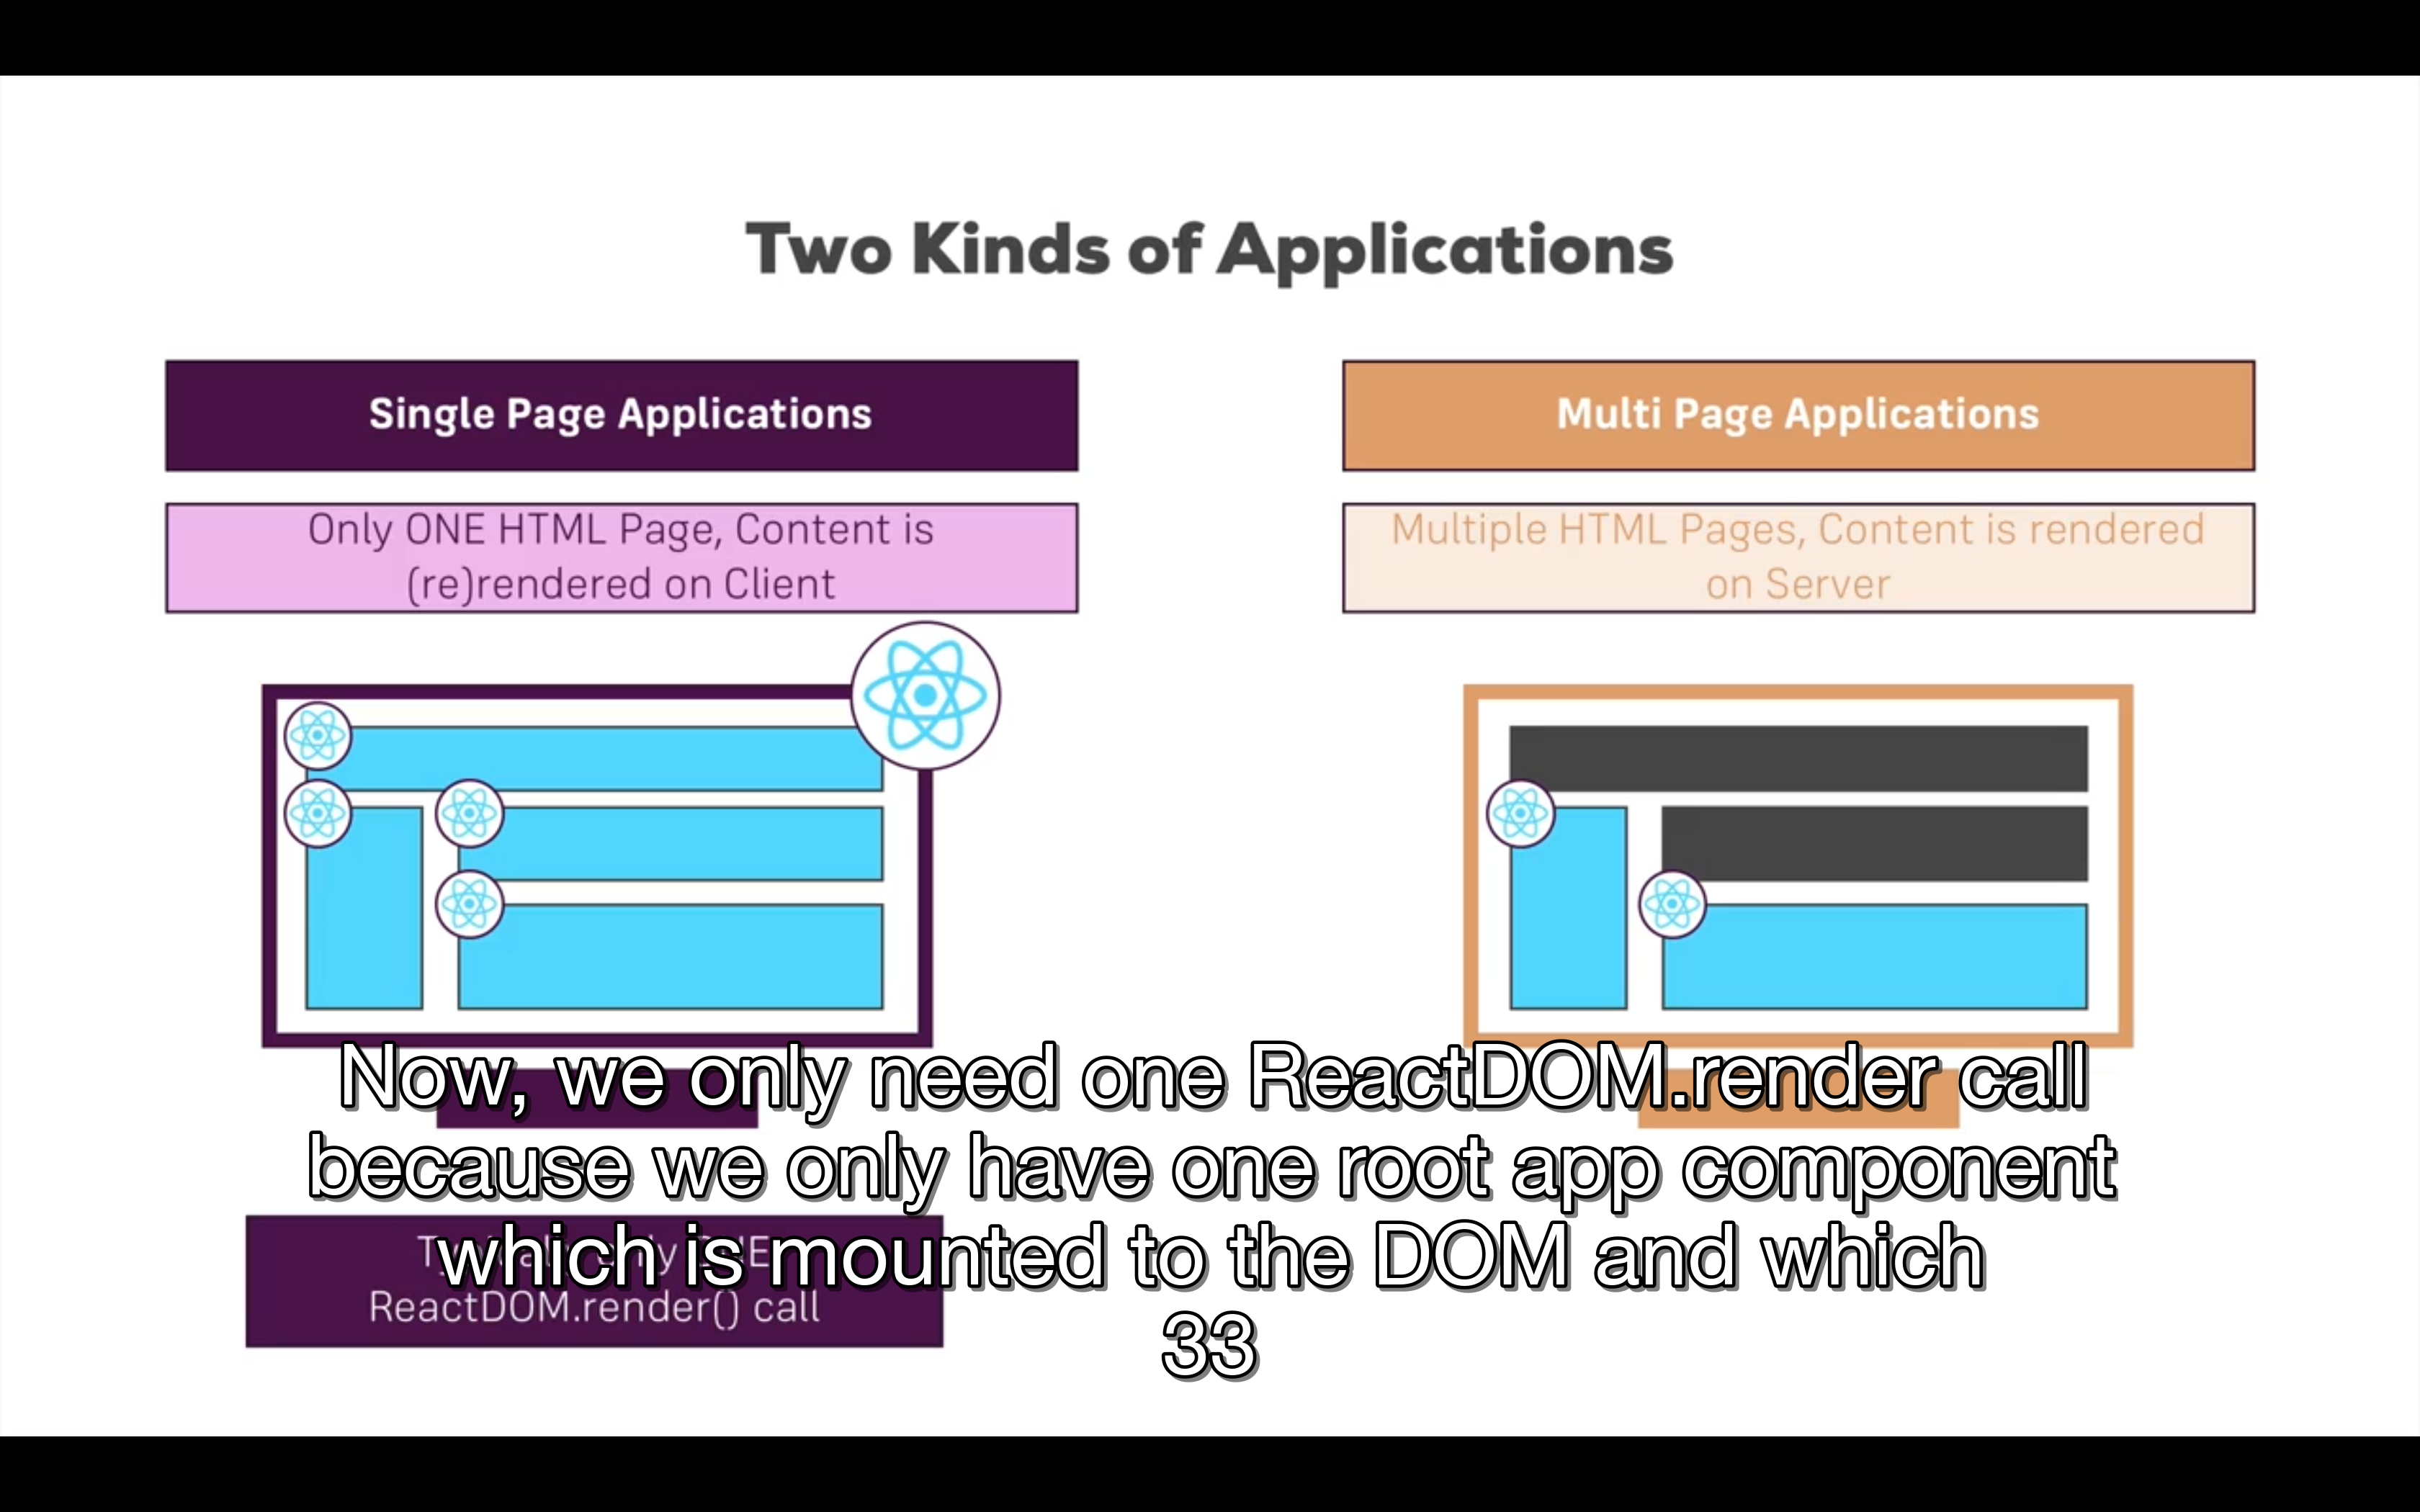 Two Kinds of Applications
Single Page Applications
Only ONE HTML Page, Content is
(re)rendered on Client
Multi Page Applications
Multiple HTML Pages, Content is rendered
on Server
Now, we only need one ReactDOM.render call
because we only have one root app component
which is mounted to the DOM and which
33
ReactDOM.render() call